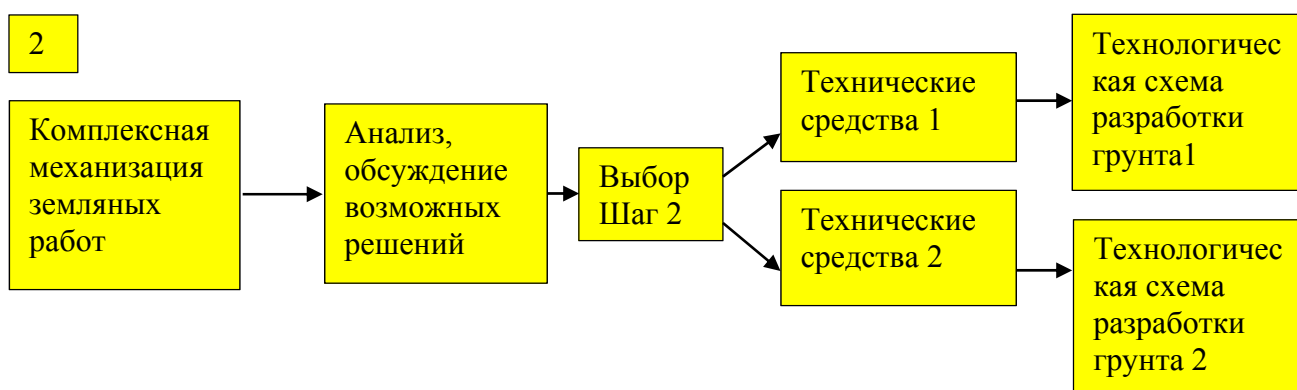 2
Комплексная
механизация
земляных
работ
Анализ,
обсуждение
возможных
решений
Выбор
Шаг 2
Технические
средства 1
Технологичес
кая схема
разработки
грунта1
Технические
средства 2
Технологичес
кая схема
разработки
грунта 2